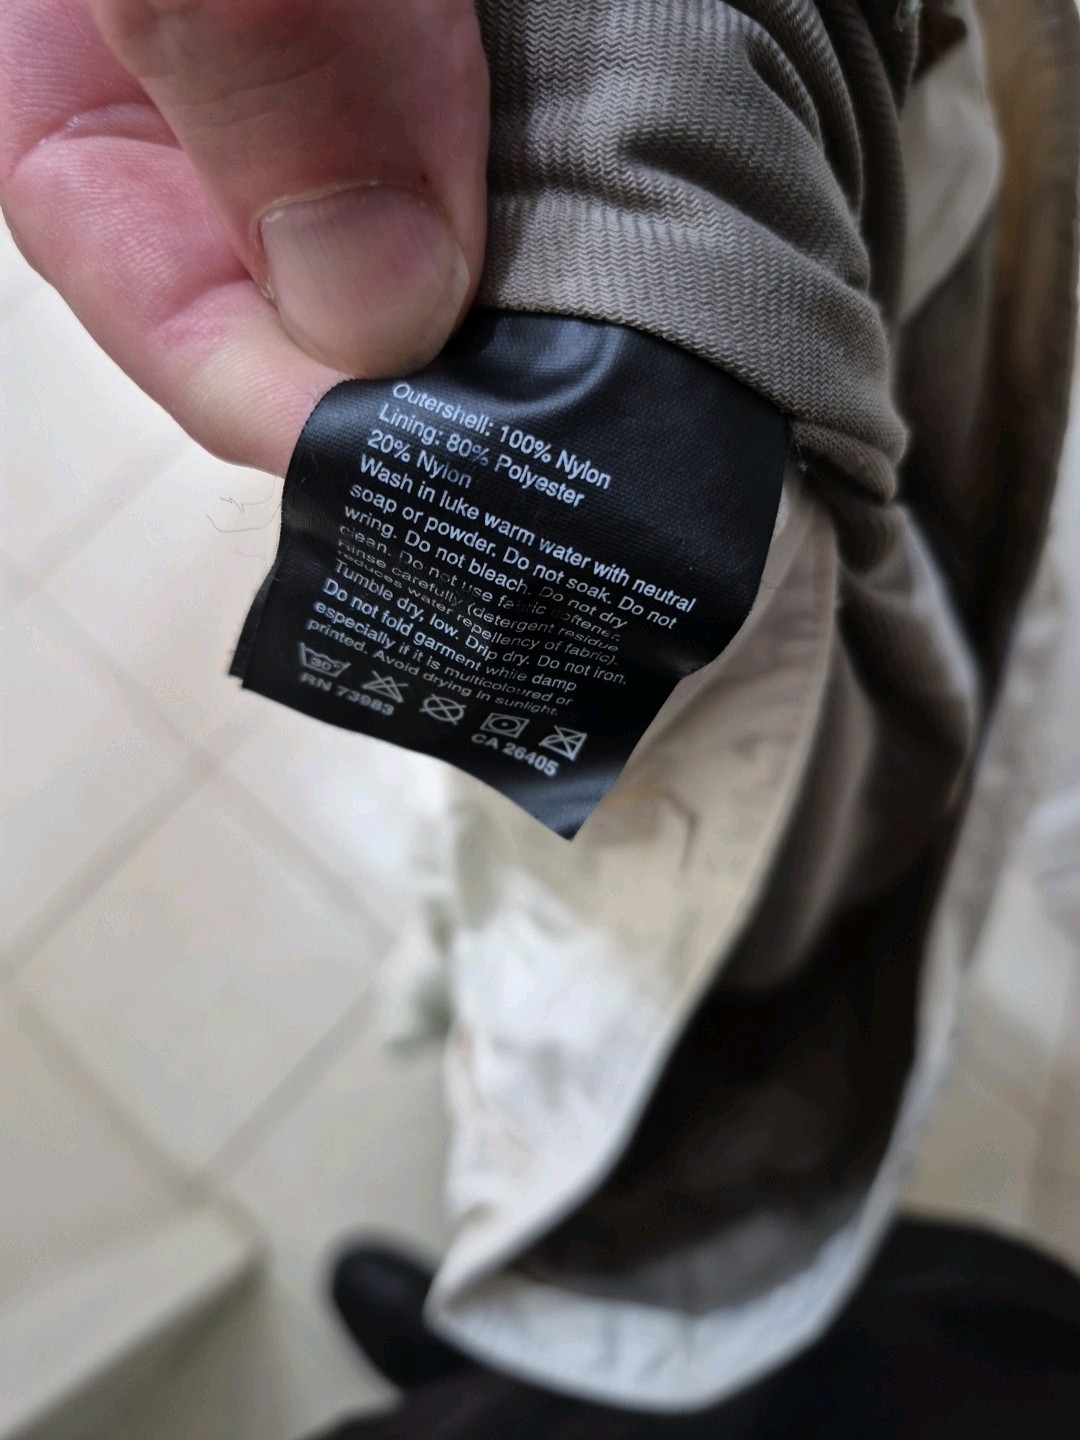 Outershell: 100% Nylon
Lining: 80% Polyester
20% Nylon
Wash in luke warm water with neutral
soap or powder. Do not soak. Do not
wring. Do not bleach. Do not dry
clean. Do not use fabric softener.
Rinse carefully (detergent residue
reduces water repellency of fabric).
Tumble dry, low. Drip dry. Do not iron.
Do not fold garment while damp
especially if it is multicoloured or
printed. Avoid drying in sunlight.
30°
RN 73983
CA 26405